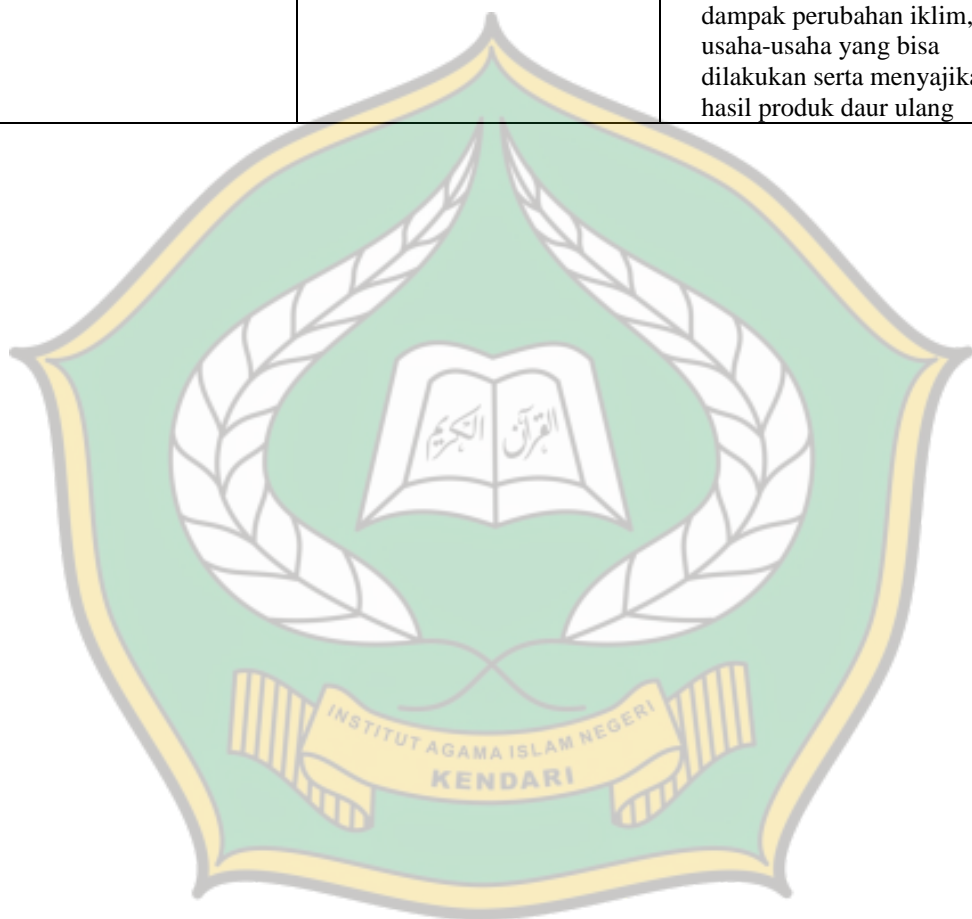 dampak perubahan iklim,
usaha-usaha yang bisa
dilakukan serta menyajika
hasil produk daur ulang
القرآن الكريم
INSTITUT AGAMA ISLAM NEGERI
KENDARI